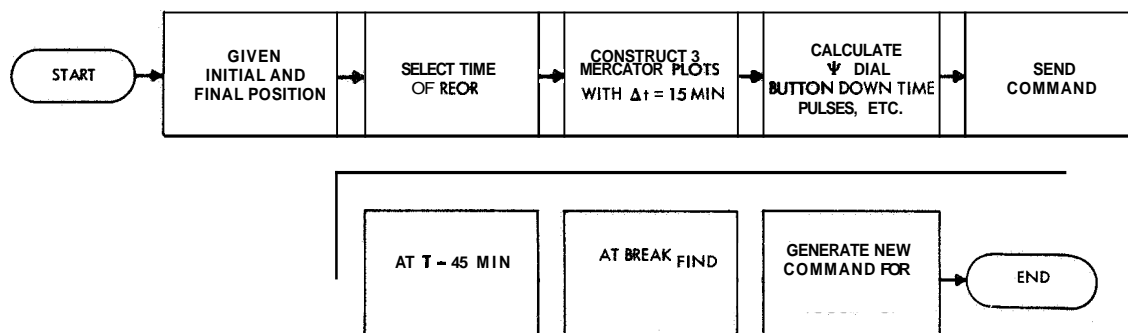 START
GIVEN
INITIAL AND
FINAL POSITION
SELECT TIME
OF REOR
CONSTRUCT 3
MERCATOR PLOTS
WITH Δt = 15 MIN
CALCULATE
Ψ DIAL
BUTTON DOWN TIME
PULSES, ETC.
SEND
COMMAND
AT T – 45 MIN
AT BREAK FIND
GENERATE NEW
COMMAND FOR
END